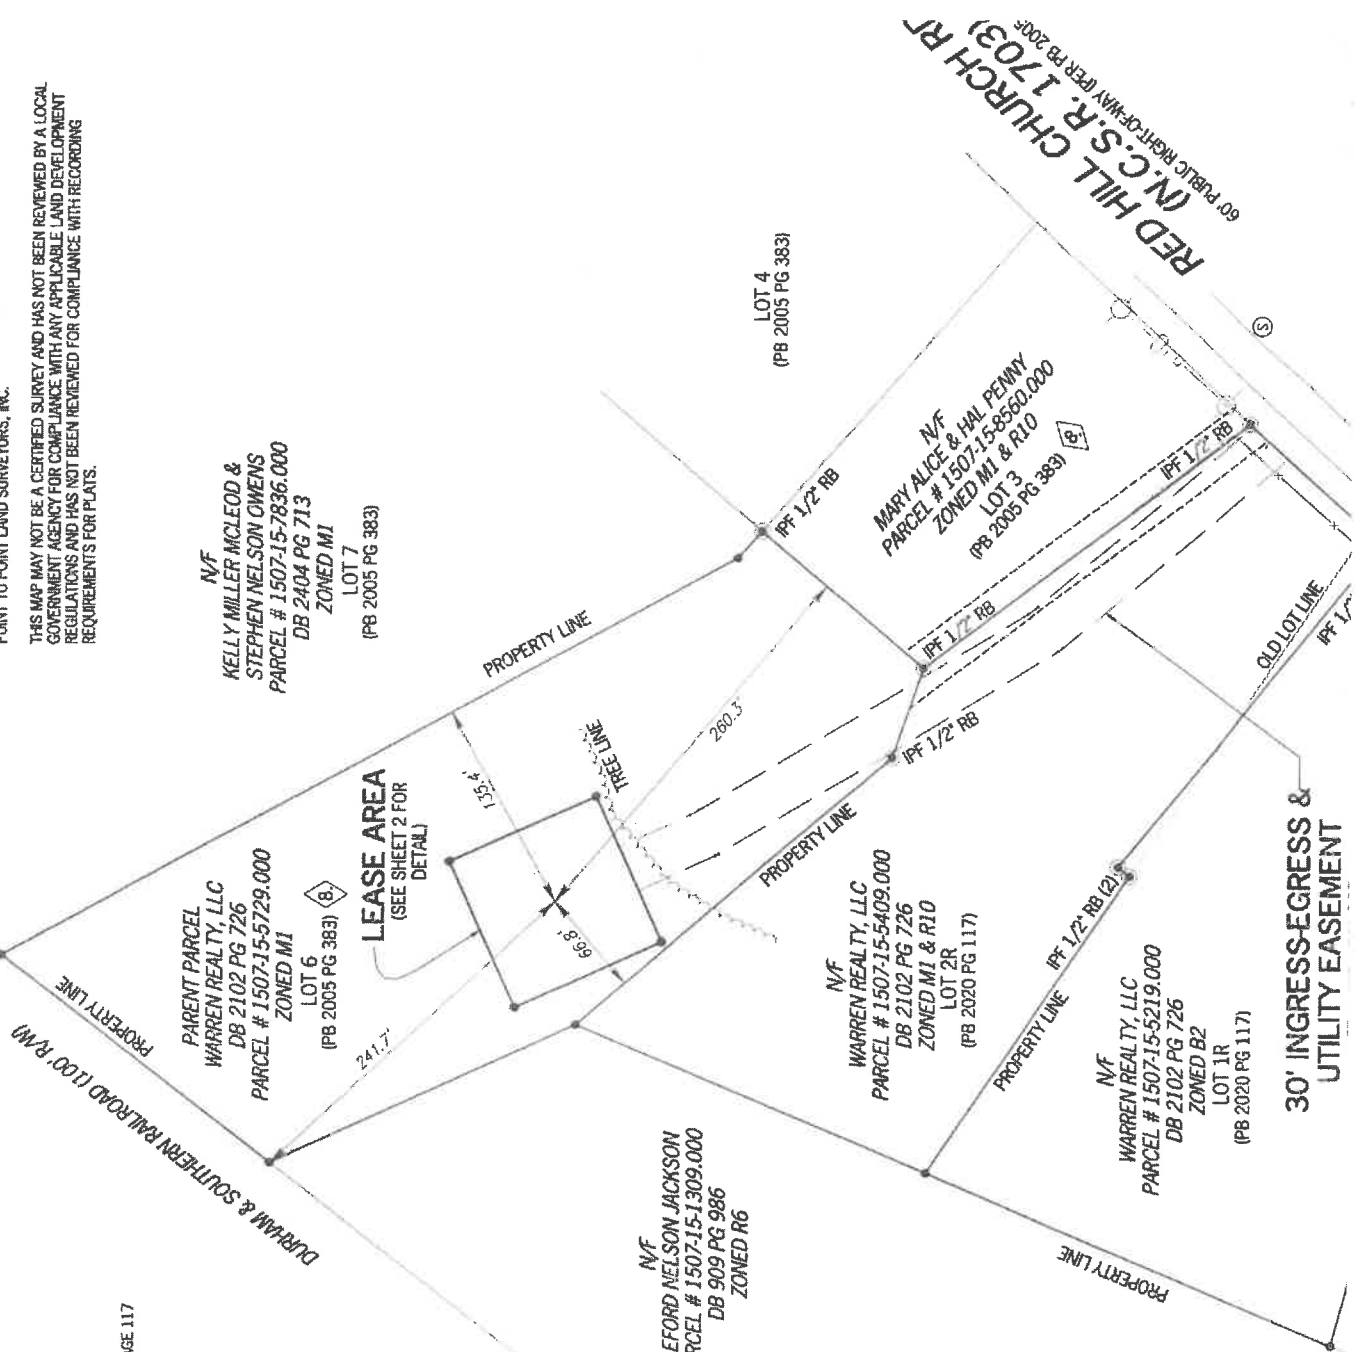 POINT TO POINT LAND SURVEYORS, INC.
THIS MAP MAY NOT BE A CERTIFIED SURVEY AND HAS NOT BEEN REVIEWED BY A LOCAL
GOVERNMENT AGENCY FOR COMPLIANCE WITH ANY APPLICABLE LAND DEVELOPMENT
REGULATIONS AND HAS NOT BEEN REVIEWED FOR COMPLIANCE WITH RECORDING
REQUIREMENTS FOR PLATS.
N/F
KELLY MILLER MCLEOD &
STEPHEN NELSON OWENS
PARCEL # 1507-15-7836.000
DB 2404 PG 713
ZONED M1
LOT 7
(PB 2005 PG 383)
LOT 4
(PB 2005 PG 383)
RED HILL CHURCH
(N.C.S.R. 1703)
60' PUBLIC RIGHT-OF-WAY (PER PB 2005
S
N/F
MARY ALICE & HAL PENNY
PARCEL # 1507-15-8560.000
ZONED M1 & R10
LOT 3
(PB 2005 PG 383)
8.
IPF 1/2" RB
IPF 1/2" RB
IPF 1/2" RB
IPF 1/2" RB
PROPERTY LINE
135.4'
260.3'
66.8'
241.7'
TREE LINE
LEASE AREA
(SEE SHEET 2 FOR
DETAIL)
PARENT PARCEL
WARREN REALTY, LLC
DB 2102 PG 726
PARCEL # 1507-15-5729.000
ZONED M1
LOT 6
(PB 2005 PG 383)
8.
PROPERTY LINE
DURHAM & SOUTHERN RAILROAD (100' R/W)
PROPERTY LINE
N/F
WARREN REALTY, LLC
PARCEL # 1507-15-5409.000
DB 2102 PG 726
ZONED M1 & R10
LOT 2R
(PB 2020 PG 117)
OLD LOT LINE
IPF 1/2"
IPF 1/2" RB (2)
PROPERTY LINE
N/F
WARREN REALTY, LLC
PARCEL # 1507-15-5219.000
DB 2102 PG 726
ZONED B2
LOT 1R
(PB 2020 PG 117)
30' INGRESS-EGRESS &
UTILITY EASEMENT
N/F
EFORD NELSON JACKSON
RCEL # 1507-15-1309.000
DB 909 PG 986
ZONED R6
PROPERTY LINE
GE 117